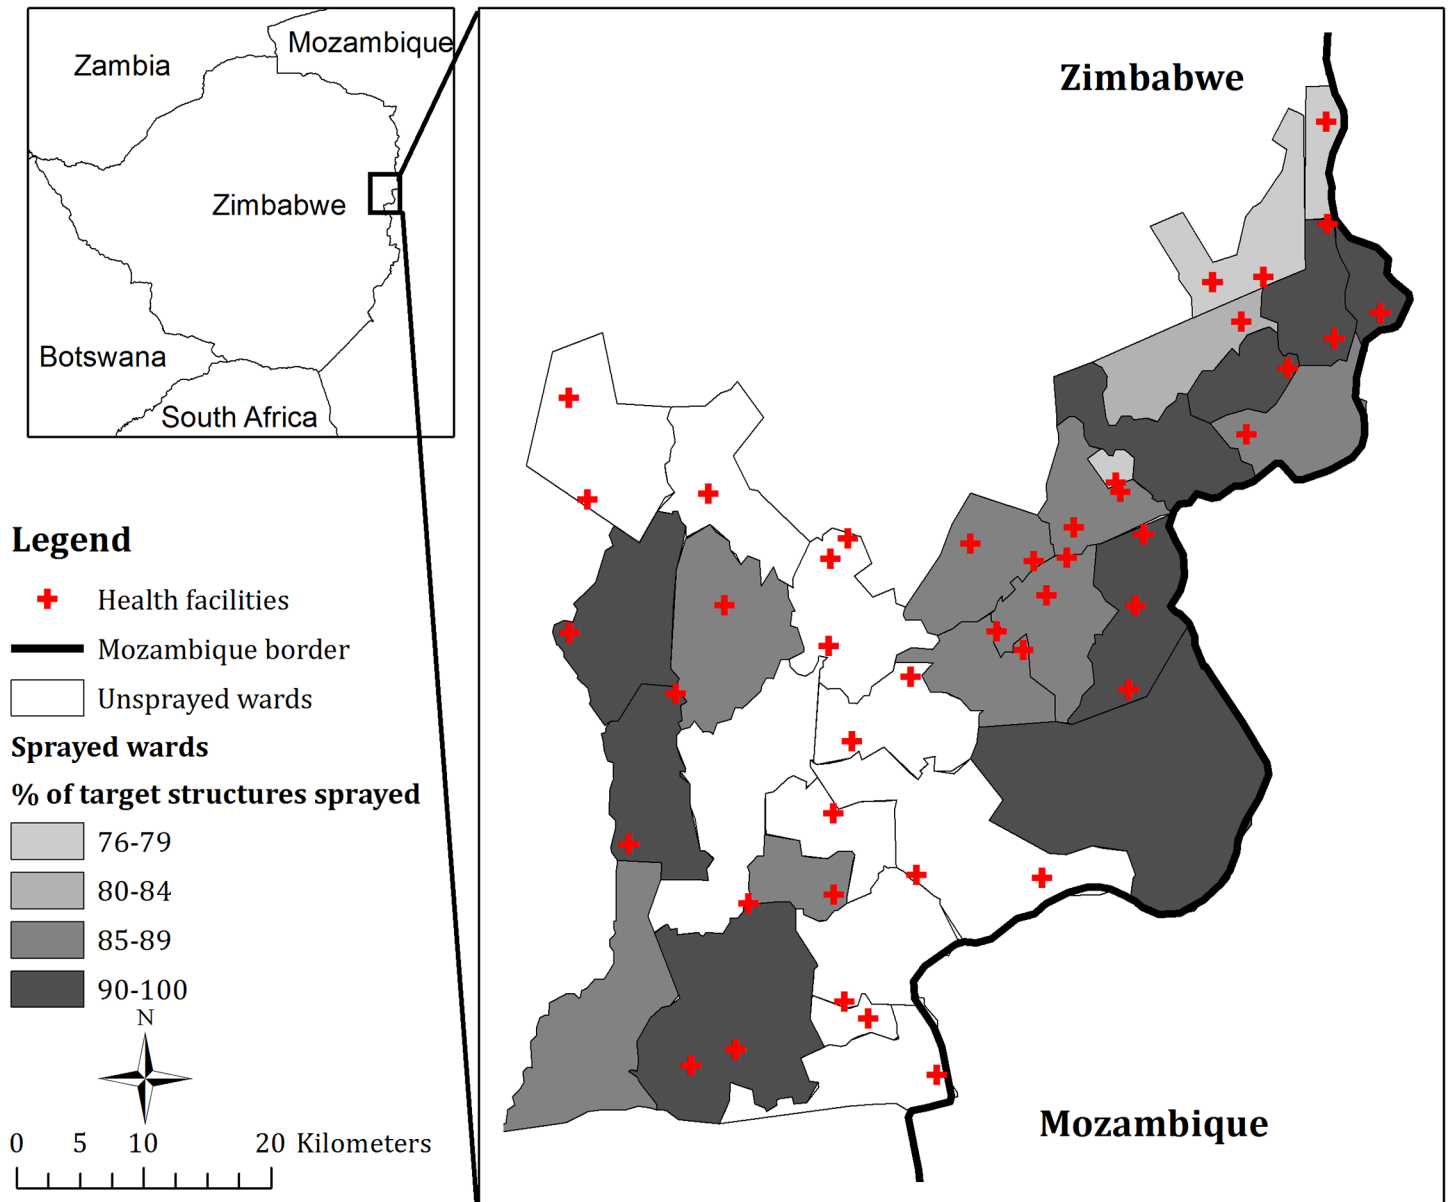 Mozambique
Zambia
Zimbabwe
Botswana
South Africa
Zimbabwe
Mozambique
Legend
Health facilities
Mozambique border
Unsprayed wards
Sprayed wards
% of target structures sprayed
76-79
80-84
85-89
90-100
N
0 5 10 20 Kilometers